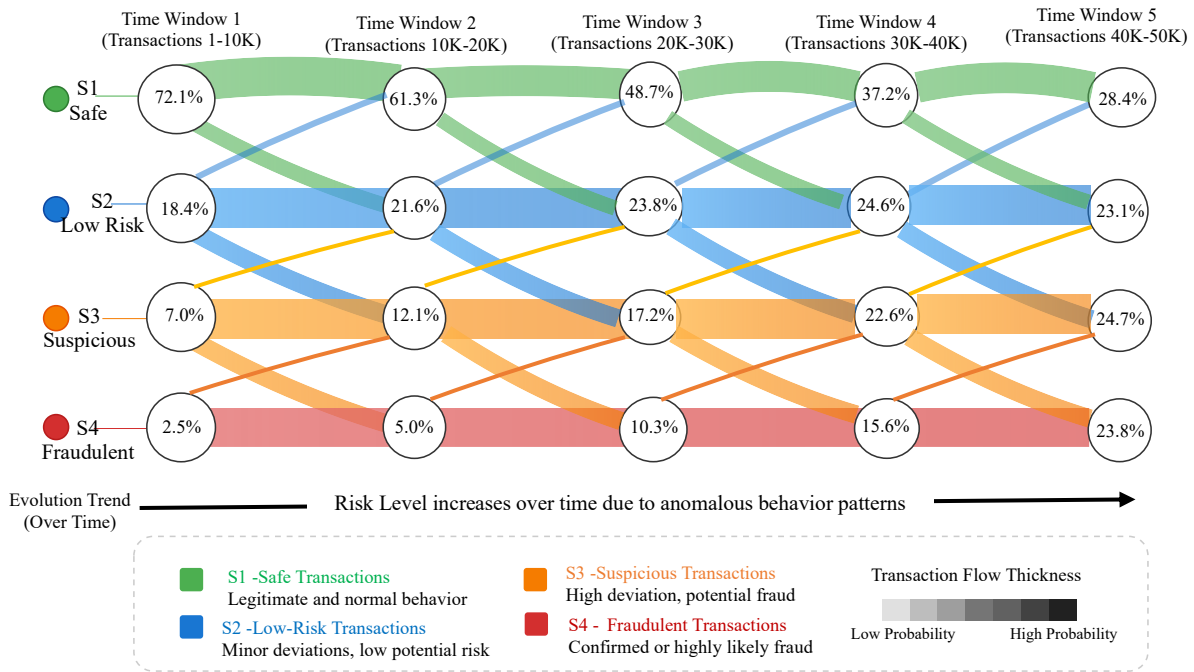 Time Window 1
(Transactions 1-10K)
Time Window 2
(Transactions 10K-20K)
Time Window 3
(Transactions 20K-30K)
Time Window 4
(Transactions 30K-40K)
Time Window 5
(Transactions 40K-50K)
S1
Safe
72.1%
61.3%
48.7%
37.2%
28.4%
S2
Low Risk
18.4%
21.6%
23.8%
24.6%
23.1%
S3
Suspicious
7.0%
12.1%
17.2%
22.6%
24.7%
S4
Fraudulent
2.5%
5.0%
10.3%
15.6%
23.8%
Evolution Trend
(Over Time)
Risk Level increases over time due to anomalous behavior patterns
S1 -Safe Transactions
Legitimate and normal behavior
S2 -Low-Risk Transactions
Minor deviations, low potential risk
S3 -Suspicious Transactions
High deviation, potential fraud
S4 - Fraudulent Transactions
Confirmed or highly likely fraud
Transaction Flow Thickness
Low Probability
High Probability